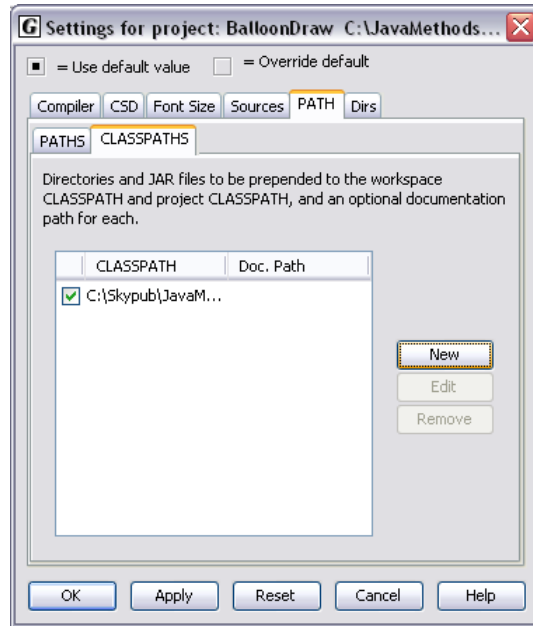 G Settings for project: BalloonDraw C:\JavaMethods...
= Use default value = Override default
Compiler CSD Font Size Sources PATH Dirs
PATHS CLASSPATHS
Directories and JAR files to be prepended to the workspace
CLASSPATH and project CLASSPATH, and an optional documentation
path for each.
CLASSPATH Doc. Path
C:\Skypub\JavaM...
New
Edit
Remove
OK Apply Reset Cancel Help